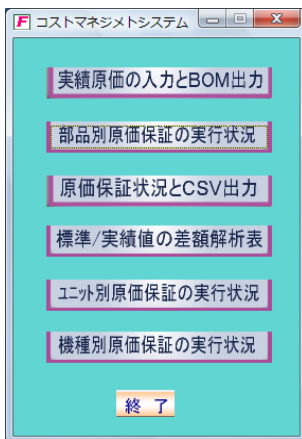 F コストマネジメトシステム
実績原価の入力とBOM出力
部品別原価保証の実行状況
原価保証状況とCSV出力
標準/実績値の差額解析表
ユニット別原価保証の実行状況
機種別原価保証の実行状況
終 了